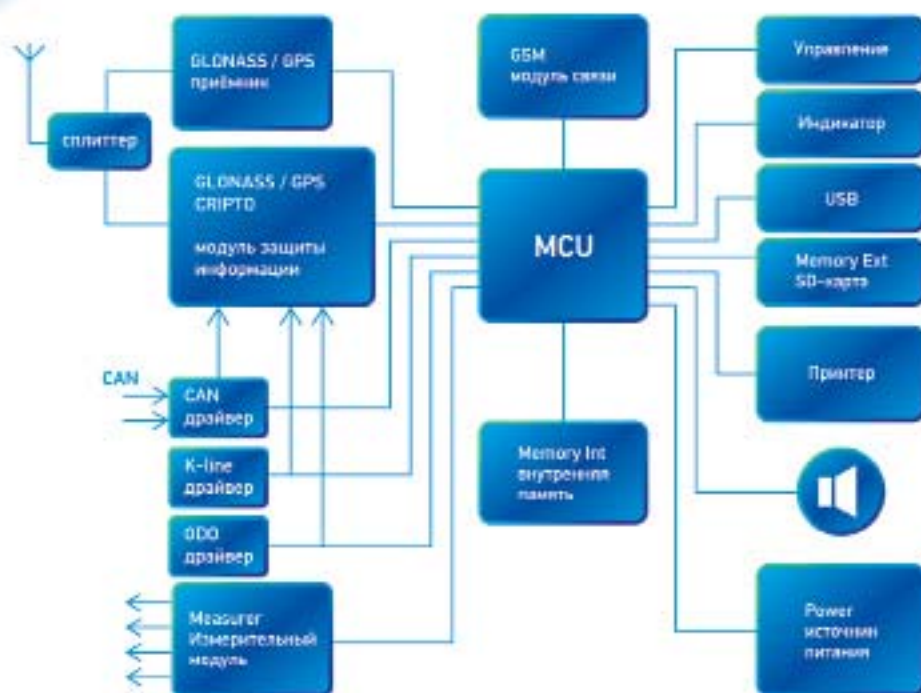 GLONASS / GPS
приёмник
сплиттер
GLONASS / GPS
CRIPTO
модуль защиты
информации
CAN
CAN
драйвер
K-line
драйвер
ODO
драйвер
Measurer
Измерительный
модуль
GSM
модуль связи
MCU
Memory Int
внутренняя
память
Управление
Индикатор
USB
Memory Ext
SD-карта
Принтер
Power
источник
питания